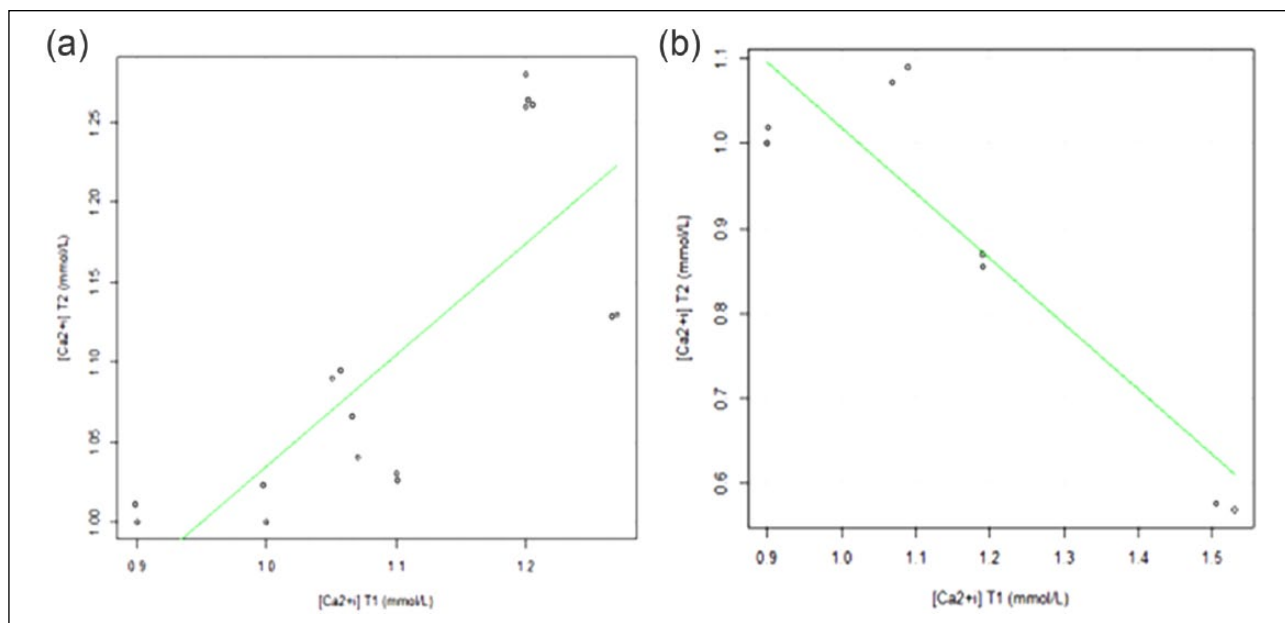 (a)
[Ca2+i] T2 (mmol/L)
1.25
1.20
1.15
1.10
1.05
1.00
0.9 1.0 1.1 1.2
[Ca2+i] T1 (mmol/L)
(b)
[Ca2+i] T2 (mmol/L)
1.1
1.0
0.9
0.8
0.7
0.6
0.9 1.0 1.1 1.2 1.3 1.4 1.5
[Ca2+i] T1 (mmol/L)